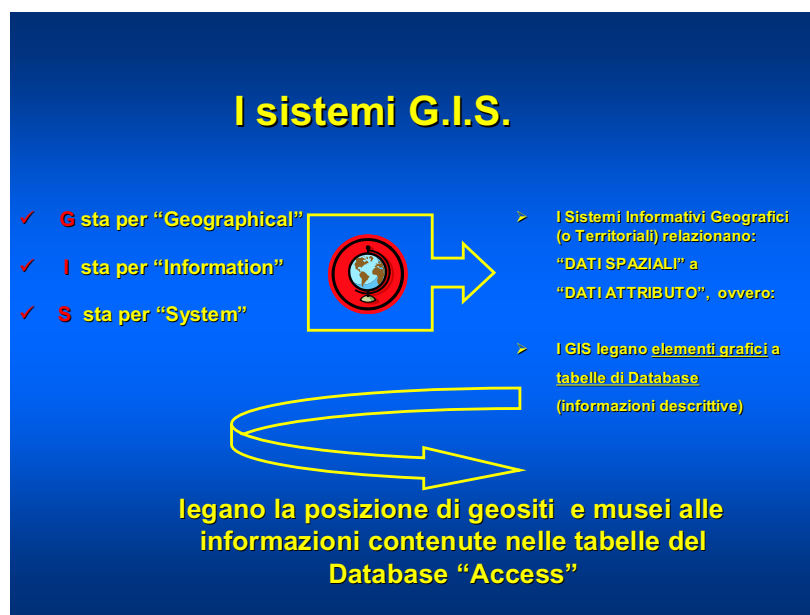 I sistemi G.I.S.
G sta per “Geographical”
I sta per “Information”
S sta per “System”
I Sistemi Informativi Geografici
(o Territoriali) relazionano:
“DATI SPAZIALI” a
“DATI ATTRIBUTO”, ovvero:
I GIS legano elementi grafici a
tabelle di Database
(informazioni descrittive)
legano la posizione di geositi e musei alle
informazioni contenute nelle tabelle del
Database “Access”